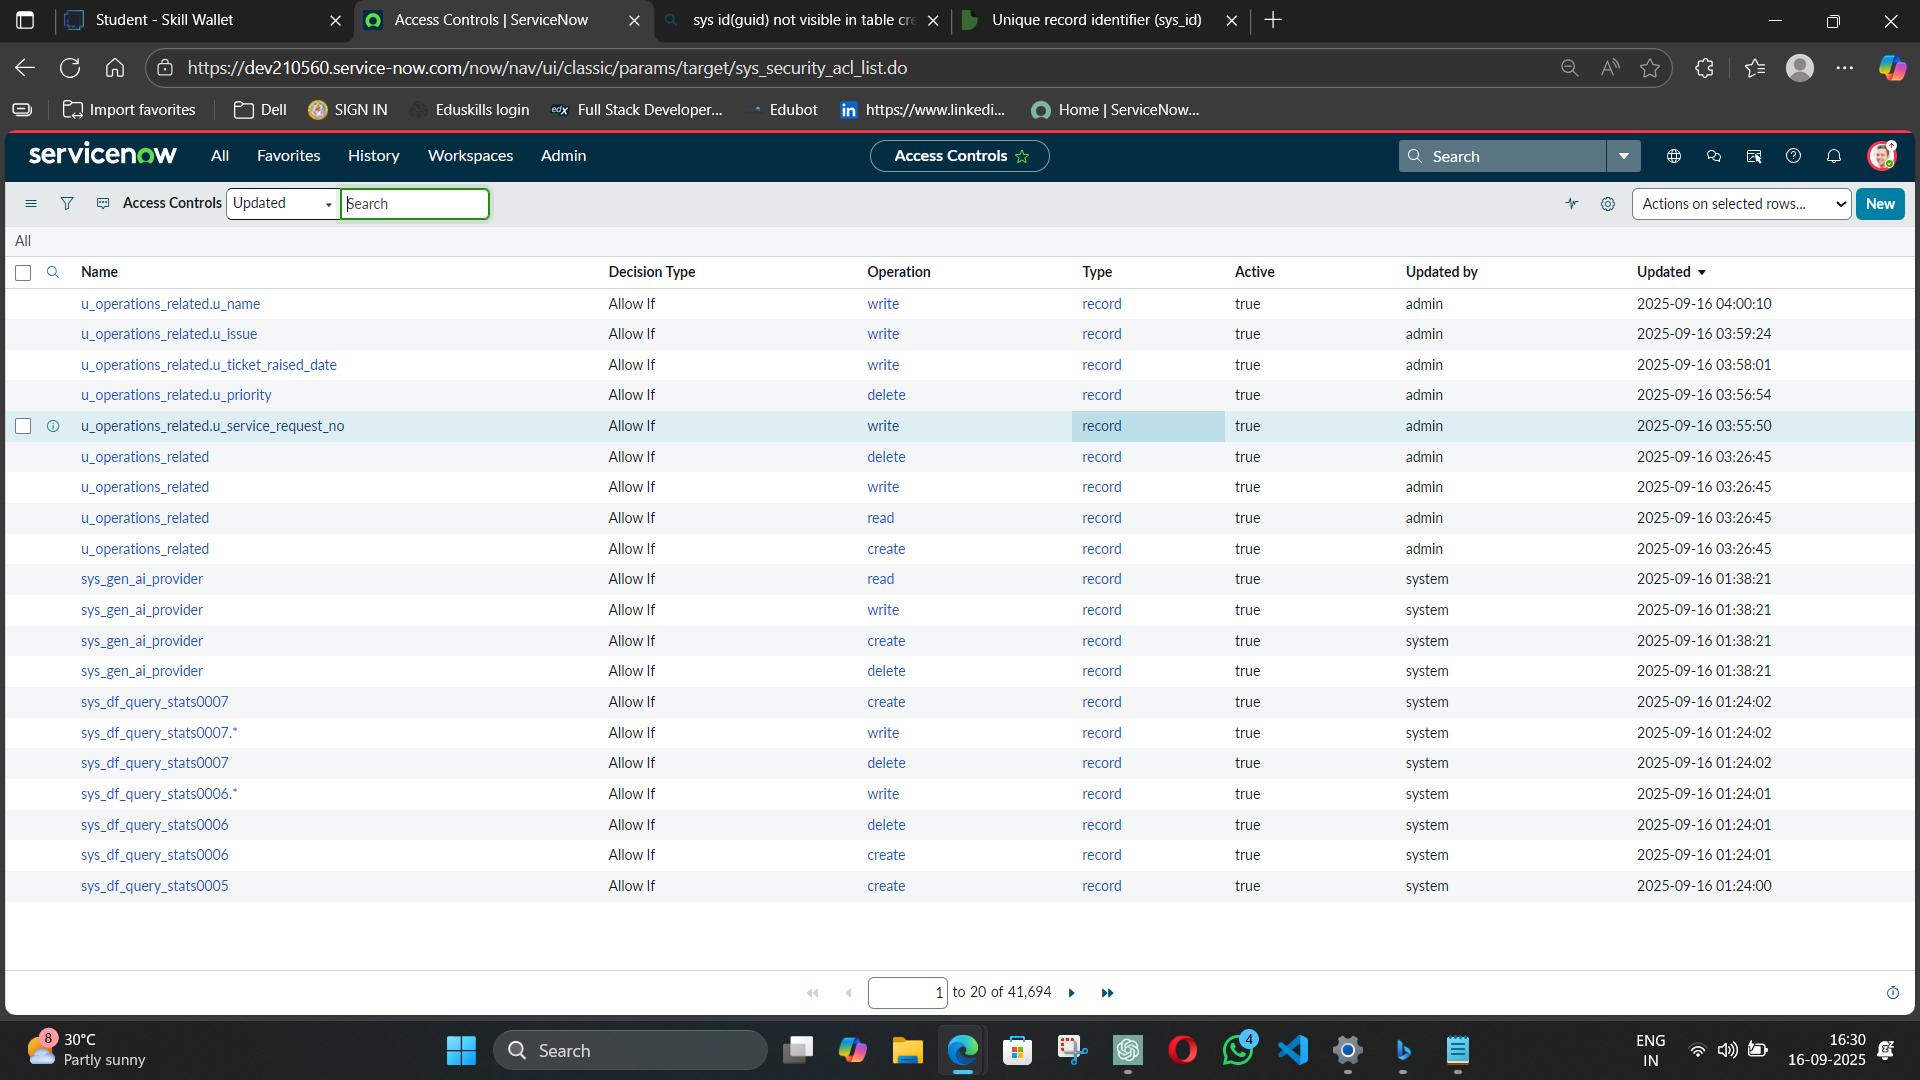 Student - Skill Wallet
Access Controls | ServiceNow
sys id(guid) not visible in table cre
Unique record identifier (sys_id)
https://dev210560.service-now.com/now/nav/ui/classic/params/target/sys_security_acl_list.do
Import favorites
Dell
SIGN IN
Eduskills login
edX
Full Stack Developer...
Edubot
https://www.linkedi...
Home | ServiceNow...
servicenow
All
Favorites
History
Workspaces
Admin
Access Controls
Search
Access Controls
Updated
Search
Actions on selected rows...
New
All
Name Decision Type Operation Type Active Updated by Updated
u_operations_related.u_name Allow If write record true admin 2025-09-16 04:00:10
u_operations_related.u_issue Allow If write record true admin 2025-09-16 03:59:24
u_operations_related.u_ticket_raised_date Allow If write record true admin 2025-09-16 03:58:01
u_operations_related.u_priority Allow If delete record true admin 2025-09-16 03:56:54
u_operations_related.u_service_request_no Allow If write record true admin 2025-09-16 03:55:50
u_operations_related Allow If delete record true admin 2025-09-16 03:26:45
u_operations_related Allow If write record true admin 2025-09-16 03:26:45
u_operations_related Allow If read record true admin 2025-09-16 03:26:45
u_operations_related Allow If create record true admin 2025-09-16 03:26:45
sys_gen_ai_provider Allow If read record true system 2025-09-16 01:38:21
sys_gen_ai_provider Allow If write record true system 2025-09-16 01:38:21
sys_gen_ai_provider Allow If create record true system 2025-09-16 01:38:21
sys_gen_ai_provider Allow If delete record true system 2025-09-16 01:38:21
sys_df_query_stats0007 Allow If create record true system 2025-09-16 01:24:02
sys_df_query_stats0007.* Allow If write record true system 2025-09-16 01:24:02
sys_df_query_stats0007 Allow If delete record true system 2025-09-16 01:24:02
sys_df_query_stats0006.* Allow If write record true system 2025-09-16 01:24:01
sys_df_query_stats0006 Allow If delete record true system 2025-09-16 01:24:01
sys_df_query_stats0006 Allow If create record true system 2025-09-16 01:24:01
sys_df_query_stats0005 Allow If create record true system 2025-09-16 01:24:00
1 to 20 of 41,694
8
30°C
Partly sunny
Search
4
ENG
IN
16:30
16-09-2025